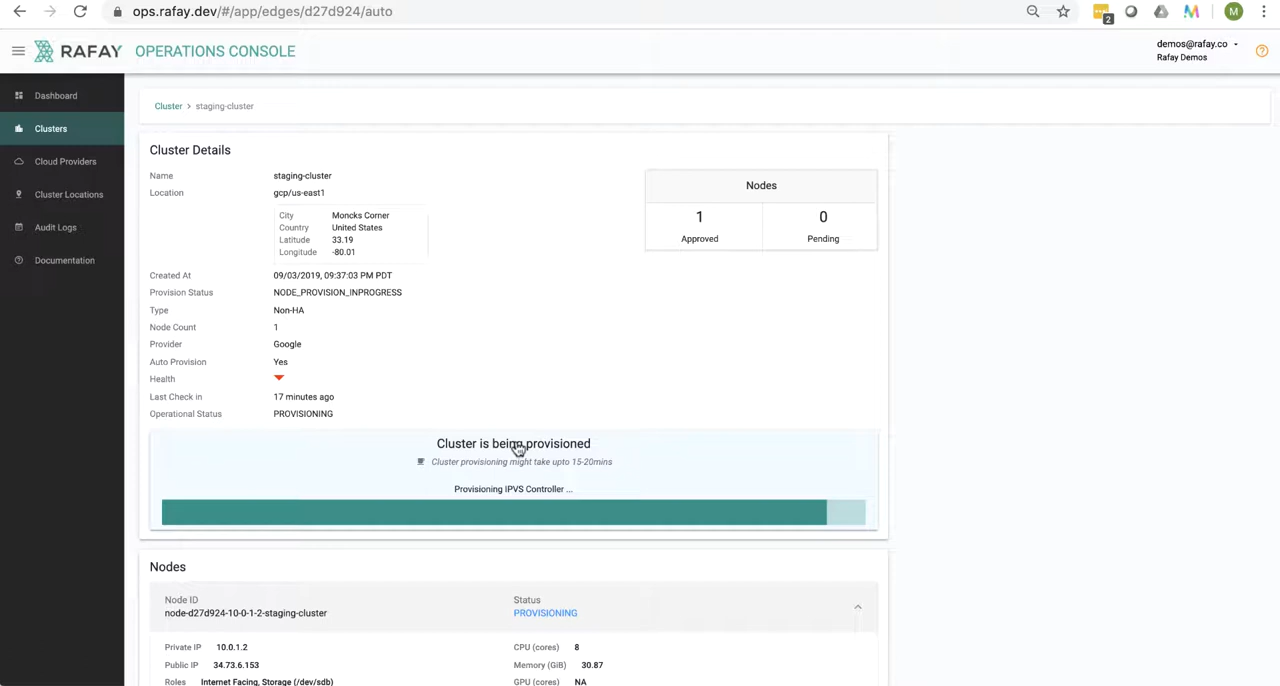 ops.rafay.dev/#/app/edges/d27d924/auto
2
M
RAFAY OPERATIONS CONSOLE
demos@rafay.co
Rafay Demos
Dashboard
Clusters
Cloud Providers
Cluster Locations
Audit Logs
Documentation
Cluster > staging-cluster
Cluster Details
Name staging-cluster
Location gcp/us-east1
City Moncks Corner
Country United States
Latitude 33.19
Longitude -80.01
Nodes
1 0
Approved Pending
Created At 09/03/2019, 09:37:03 PM PDT
Provision Status NODE_PROVISION_INPROGRESS
Type Non-HA
Node Count 1
Provider Google
Auto Provision Yes
Health
Last Check in 17 minutes ago
Operational Status PROVISIONING
Cluster is being provisioned
Cluster provisioning might take upto 15-20mins
Provisioning IPVS Controller ...
Nodes
Node ID Status
node-d27d924-10-0-1-2-staging-cluster PROVISIONING
Private IP 10.0.1.2 CPU (cores) 8
Public IP 34.73.6.153 Memory (GiB) 30.87
Roles Internet Facing, Storage (/dev/sdb) GPU (cores) NA